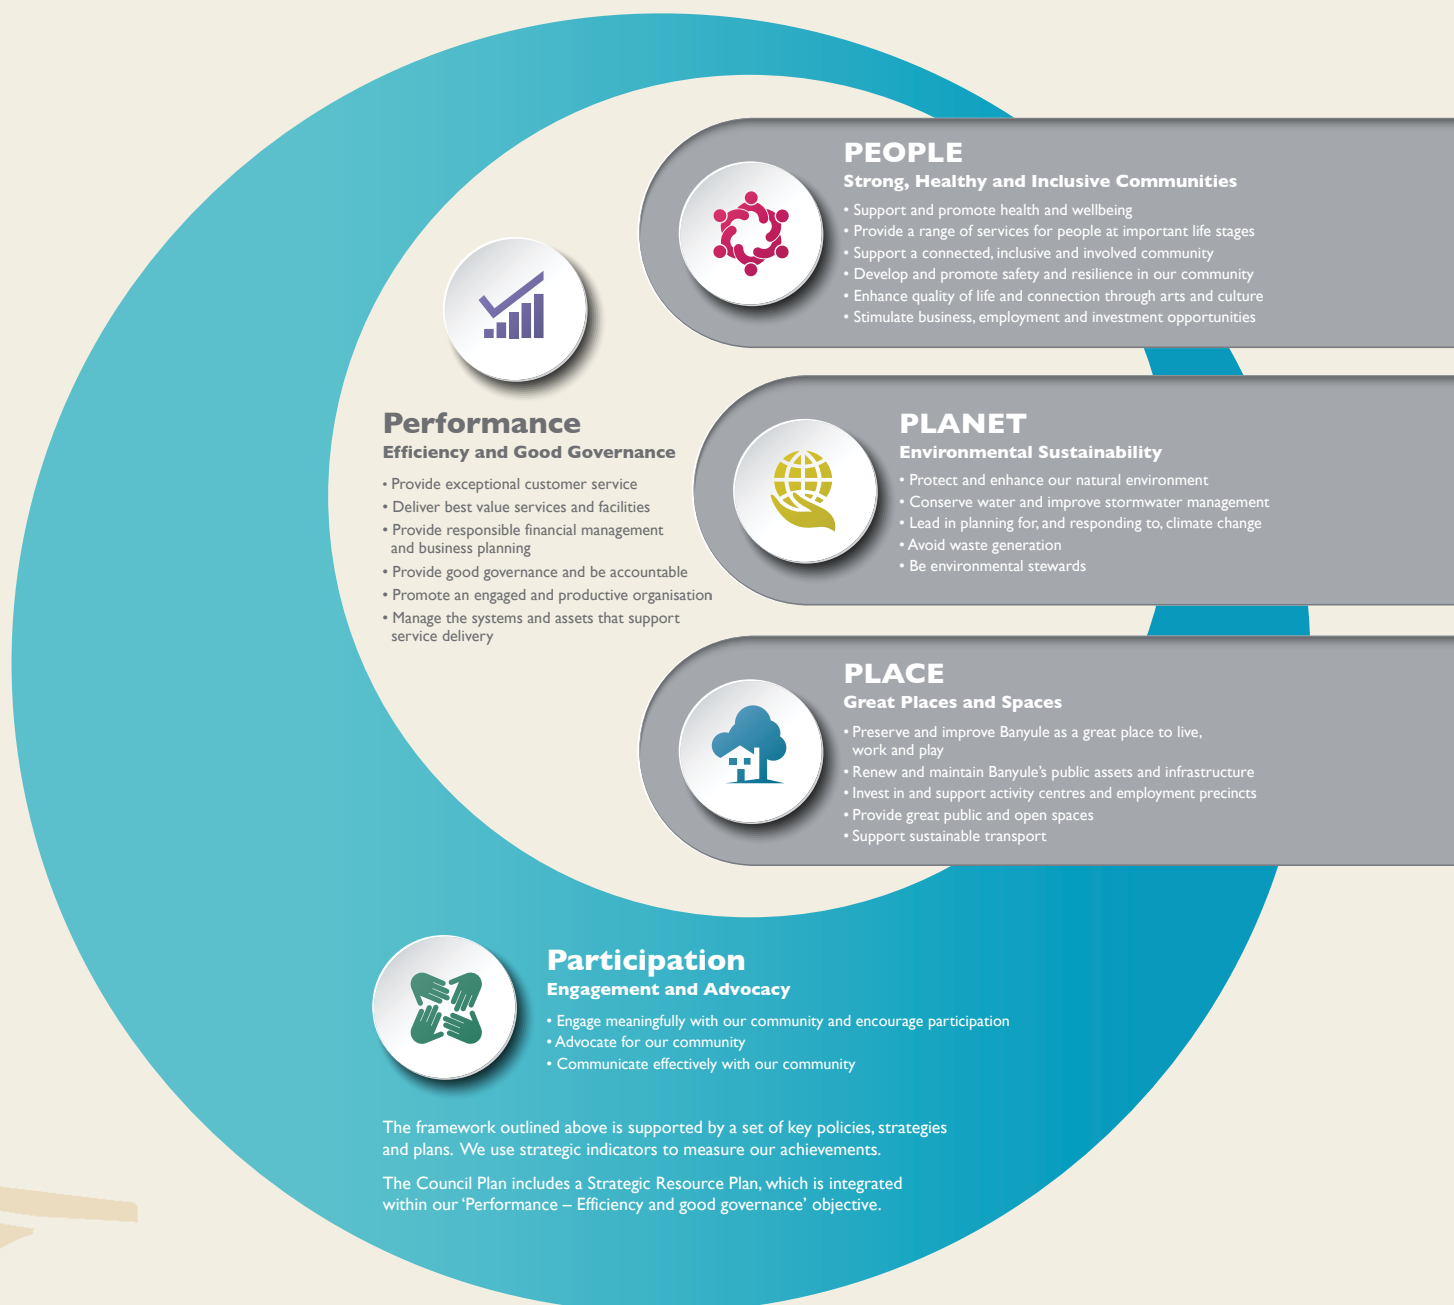 PEOPLE
Strong, Healthy and Inclusive Communities
• Support and promote health and wellbeing
• Provide a range of services for people at important life stages
• Support a connected, inclusive and involved community
• Develop and promote safety and resilience in our community
• Enhance quality of life and connection through arts and culture
• Stimulate business, employment and investment opportunities
Performance
Efficiency and Good Governance
• Provide exceptional customer service
• Deliver best value services and facilities
• Provide responsible financial management
and business planning
• Provide good governance and be accountable
• Promote an engaged and productive organisation
• Manage the systems and assets that support
service delivery
PLANET
Environmental Sustainability
• Protect and enhance our natural environment
• Conserve water and improve stormwater management
• Lead in planning for, and responding to, climate change
• Avoid waste generation
• Be environmental stewards
PLACE
Great Places and Spaces
• Preserve and improve Banyule as a great place to live,
work and play
• Renew and maintain Banyule's public assets and infrastructure
• Invest in and support activity centres and employment precincts
• Provide great public and open spaces
• Support sustainable transport
Participation
Engagement and Advocacy
• Engage meaningfully with our community and encourage participation
• Advocate for our community
• Communicate effectively with our community
The framework outlined above is supported by a set of key policies, strategies
and plans. We use strategic indicators to measure our achievements.
The Council Plan includes a Strategic Resource Plan, which is integrated
within our ‘Performance – Efficiency and good governance’ objective.